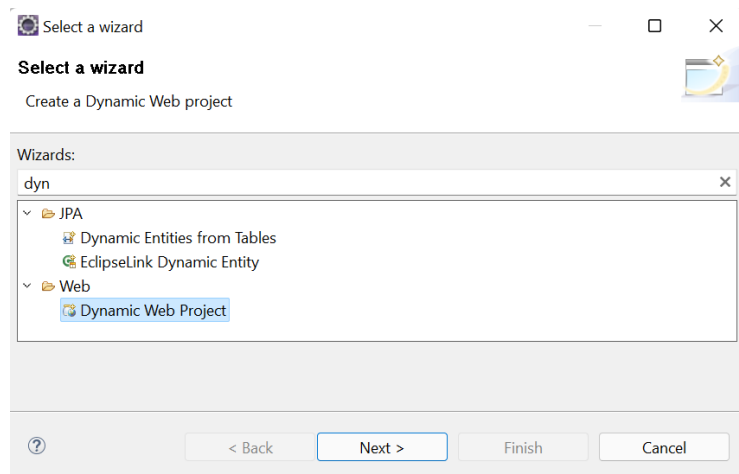 Select a wizard
Select a wizard
Create a Dynamic Web project
Wizards:
dyn
JPA
Dynamic Entities from Tables
EclipseLink Dynamic Entity
Web
Dynamic Web Project
< Back Next > Finish Cancel